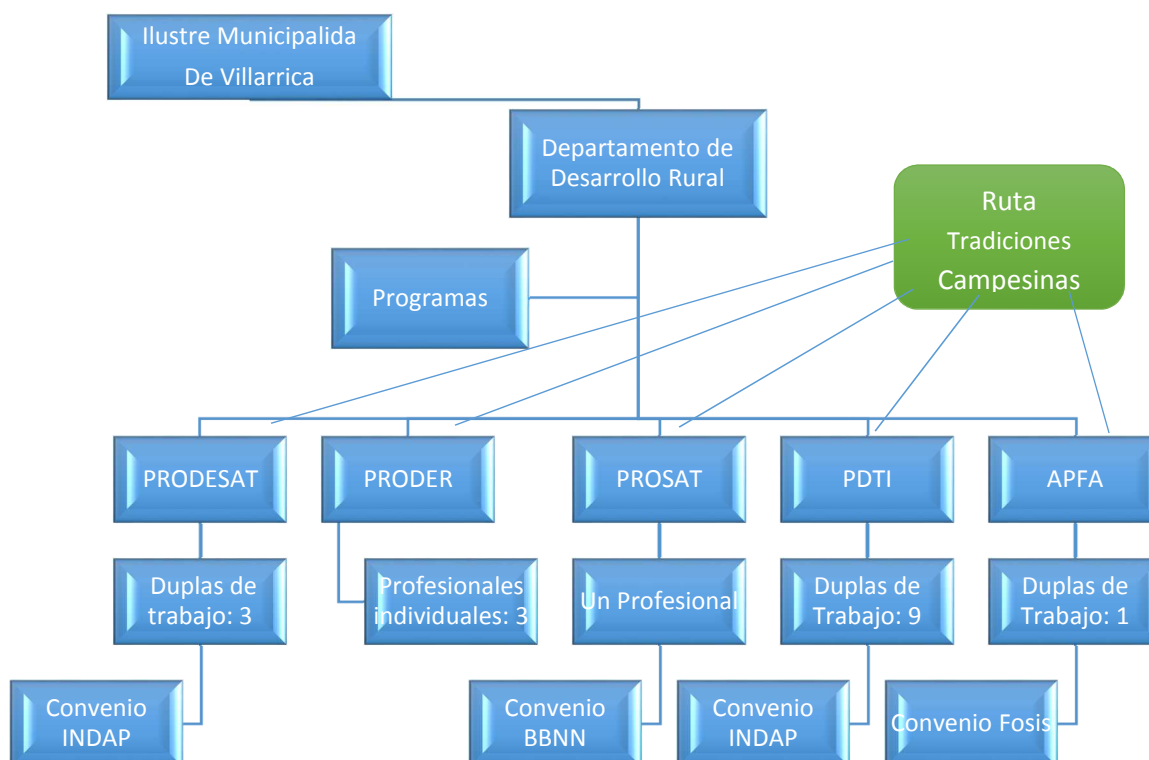 Ilustre Municipalida
De Villarrica
Departamento de
Desarrollo Rural
Ruta
Tradiciones
Campesinas
Programas
PRODESAT
PRODER
PROSAT
PDTI
APFA
Duplas de
trabajo: 3
Profesionales
individuales: 3
Un Profesional
Duplas de
Trabajo: 9
Duplas de
Trabajo: 1
Convenio
INDAP
Convenio
BBNN
Convenio
INDAP
Convenio Fosis